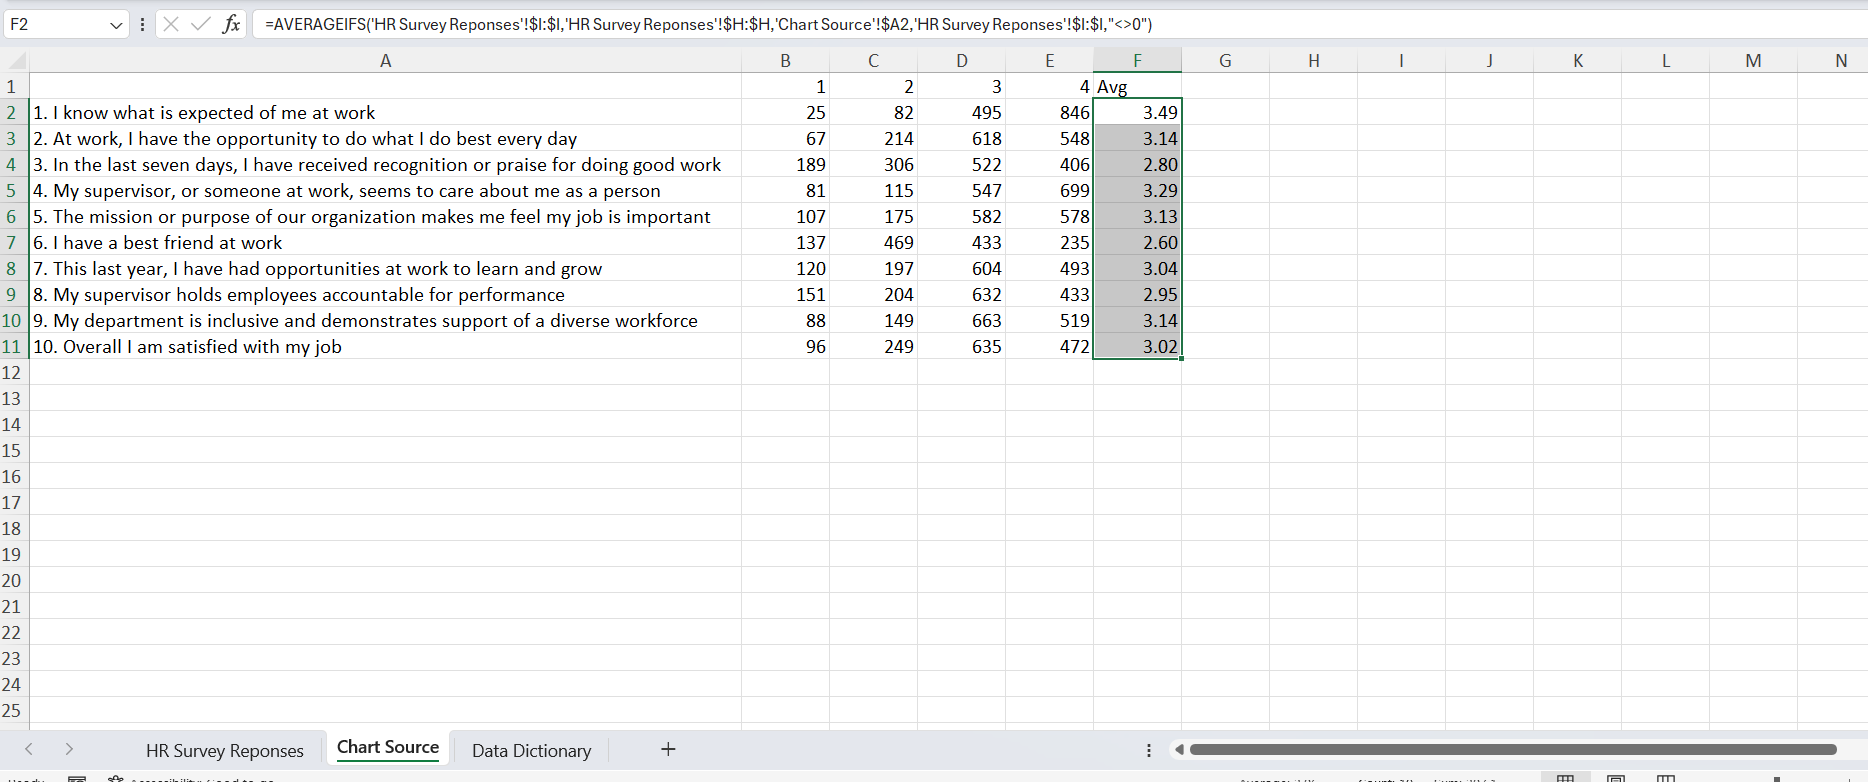 F2 fx =AVERAGEIFS('HR Survey Reponses'!$I:$I,'HR Survey Reponses'!$H:$H,'Chart Source'!$A2,'HR Survey Reponses'!$I:$I,"<>0")
A B C D E F G H I J K L M N
1 1 2 3 4 Avg
2 1. I know what is expected of me at work 25 82 495 846 3.49
3 2. At work, I have the opportunity to do what I do best every day 67 214 618 548 3.14
4 3. In the last seven days, I have received recognition or praise for doing good work 189 306 522 406 2.80
5 4. My supervisor, or someone at work, seems to care about me as a person 81 115 547 699 3.29
6 5. The mission or purpose of our organization makes me feel my job is important 107 175 582 578 3.13
7 6. I have a best friend at work 137 469 433 235 2.60
8 7. This last year, I have had opportunities at work to learn and grow 120 197 604 493 3.04
9 8. My supervisor holds employees accountable for performance 151 204 632 433 2.95
10 9. My department is inclusive and demonstrates support of a diverse workforce 88 149 663 519 3.14
11 10. Overall I am satisfied with my job 96 249 635 472 3.02
12
13
14
15
16
17
18
19
20
21
22
23
24
25
HR Survey Reponses Chart Source Data Dictionary +